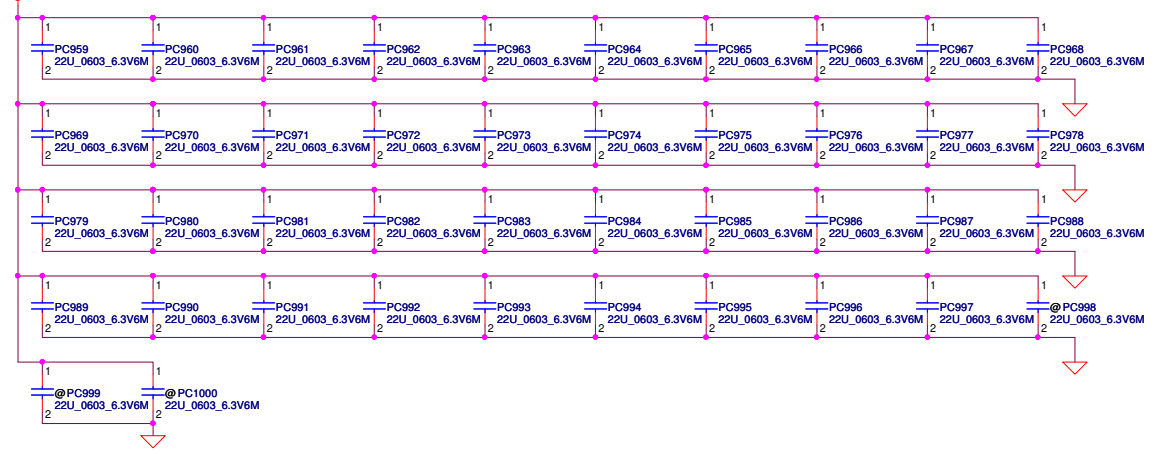 1 1 1 1 1 1 1 1 1 1
PC959 PC960 PC961 PC962 PC963 PC964 PC965 PC966 PC967 PC968
22U_0603_6.3V6M 22U_0603_6.3V6M 22U_0603_6.3V6M 22U_0603_6.3V6M 22U_0603_6.3V6M 22U_0603_6.3V6M 22U_0603_6.3V6M 22U_0603_6.3V6M 22U_0603_6.3V6M 22U_0603_6.3V6M
2 2 2 2 2 2 2 2 2 2
1 1 1 1 1 1 1 1 1 1
PC969 PC970 PC971 PC972 PC973 PC974 PC975 PC976 PC977 PC978
22U_0603_6.3V6M 22U_0603_6.3V6M 22U_0603_6.3V6M 22U_0603_6.3V6M 22U_0603_6.3V6M 22U_0603_6.3V6M 22U_0603_6.3V6M 22U_0603_6.3V6M 22U_0603_6.3V6M 22U_0603_6.3V6M
2 2 2 2 2 2 2 2 2 2
1 1 1 1 1 1 1 1 1 1
PC979 PC980 PC981 PC982 PC983 PC984 PC985 PC986 PC987 PC988
22U_0603_6.3V6M 22U_0603_6.3V6M 22U_0603_6.3V6M 22U_0603_6.3V6M 22U_0603_6.3V6M 22U_0603_6.3V6M 22U_0603_6.3V6M 22U_0603_6.3V6M 22U_0603_6.3V6M 22U_0603_6.3V6M
2 2 2 2 2 2 2 2 2 2
1 1 1 1 1 1 1 1 1 1
PC989 PC990 PC991 PC992 PC993 PC994 PC995 PC996 PC997 @PC998
22U_0603_6.3V6M 22U_0603_6.3V6M 22U_0603_6.3V6M 22U_0603_6.3V6M 22U_0603_6.3V6M 22U_0603_6.3V6M 22U_0603_6.3V6M 22U_0603_6.3V6M 22U_0603_6.3V6M 22U_0603_6.3V6M
2 2 2 2 2 2 2 2 2 2
1 1
@PC999 @PC1000
22U_0603_6.3V6M 22U_0603_6.3V6M
2 2